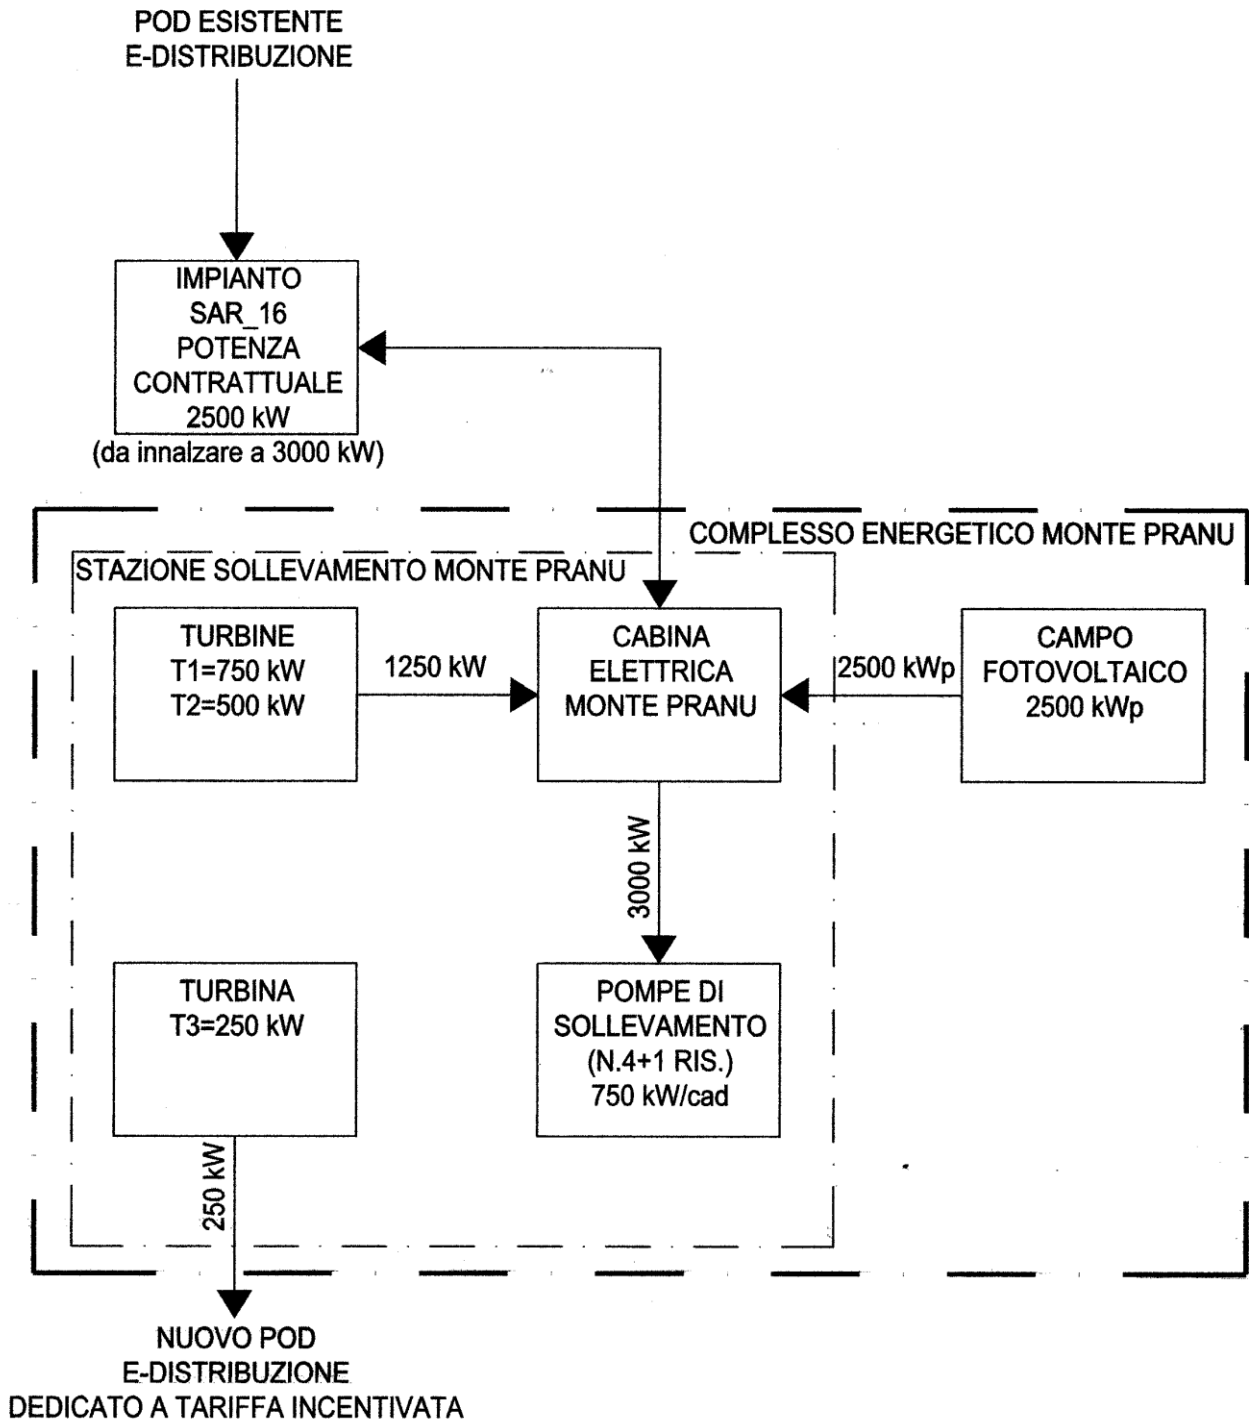 POD ESISTENTE
E-DISTRIBUZIONE
IMPIANTO
SAR_16
POTENZA
CONTRATTUALE
2500 kW
(da innalzare a 3000 kW)
COMPLESSO ENERGETICO MONTE PRANU
STAZIONE SOLLEVAMENTO MONTE PRANU
TURBINE
T1=750 kW
T2=500 kW
1250 kW
CABINA
ELETTRICA
MONTE PRANU
2500 kWp
CAMPO
FOTOVOLTAICO
2500 kWp
3000 kW
TURBINA
T3=250 kW
POMPE DI
SOLLEVAMENTO
(N.4+1 RIS.)
750 kW/cad
250 kW
NUOVO POD
E-DISTRIBUZIONE
DEDICATO A TARIFFA INCENTIVATA